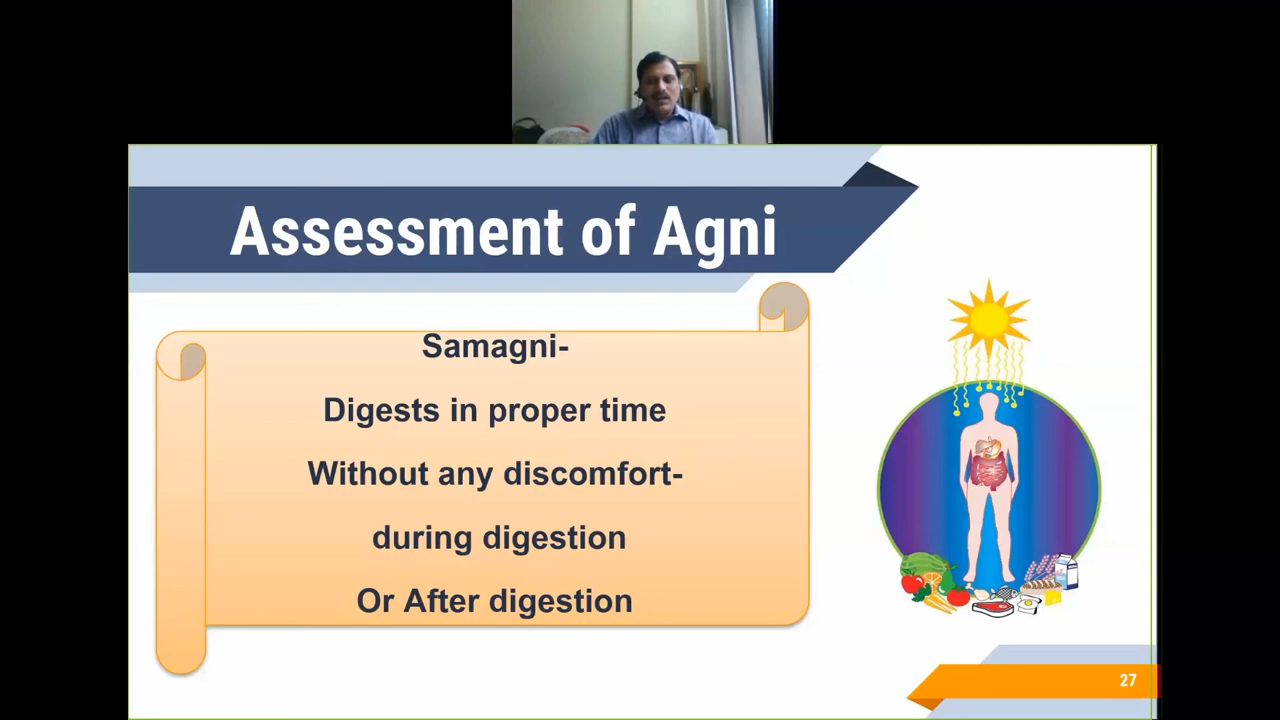 Assessment of Agni
Samagni-
Digests in proper time
Without any discomfort-
during digestion
Or After digestion
27